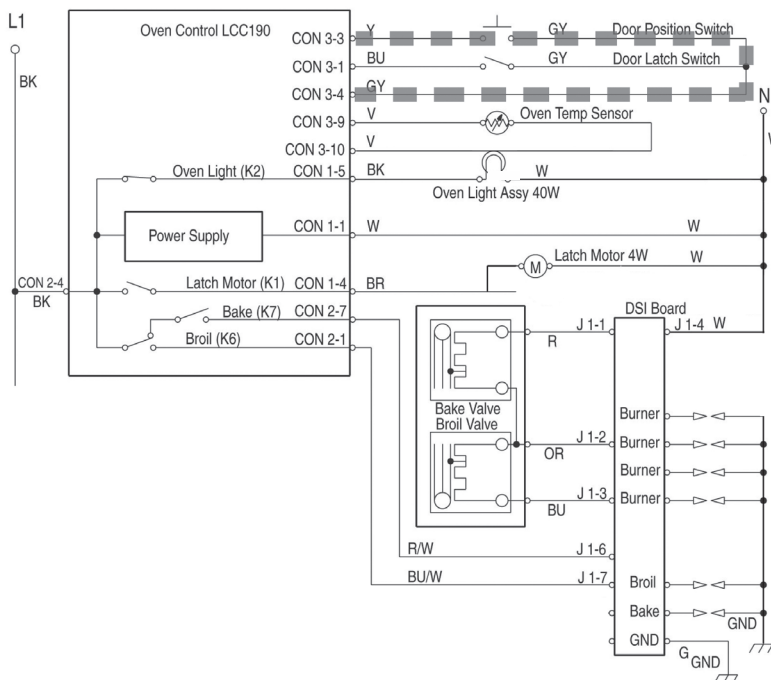 L1
Oven Control LCC190
CON 3-3 Y GY Door Position Switch
CON 3-1 BU GY Door Latch Switch
CON 3-4 GY
BK
N
CON 3-9 V Oven Temp Sensor
CON 3-10 V
Oven Light (K2) CON 1-5 BK W
Oven Light Assy 40W
Power Supply CON 1-1 W W
Latch Motor 4W W
M
CON 2-4 Latch Motor (K1) CON 1-4 BR
BK
Bake (K7) CON 2-7
DSI Board
Broil (K6) CON 2-1
R J 1-1 J 1-4 W
Bake Valve
Broil Valve
Burner
J 1-2 Burner
OR
Burner
J 1-3 Burner
BU
R/W J 1-6
BU/W J 1-7 Broil
Bake
GND
GND
G GND